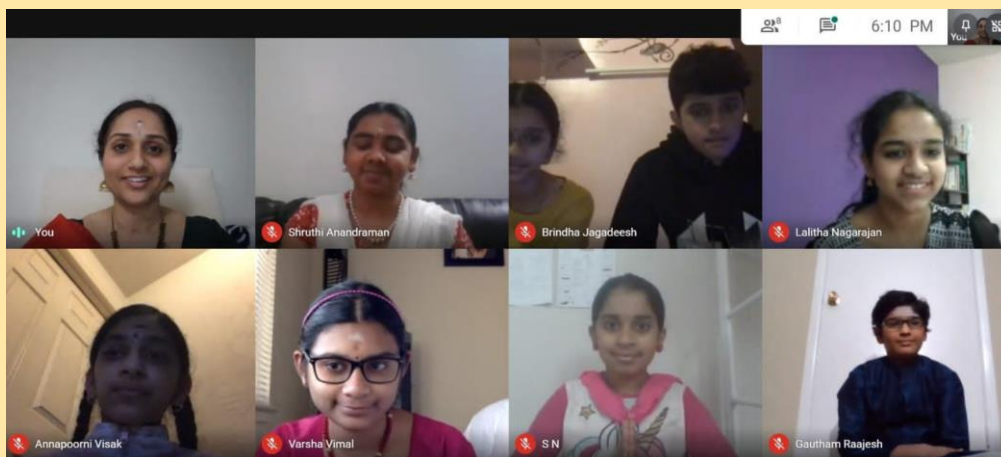 8
6:10 PM
You
You
Shruthi Anandraman
Brindha Jagadeesh
Lalitha Nagarajan
Annapoorni Visak
Varsha Vimal
S N
Gautham Raajesh